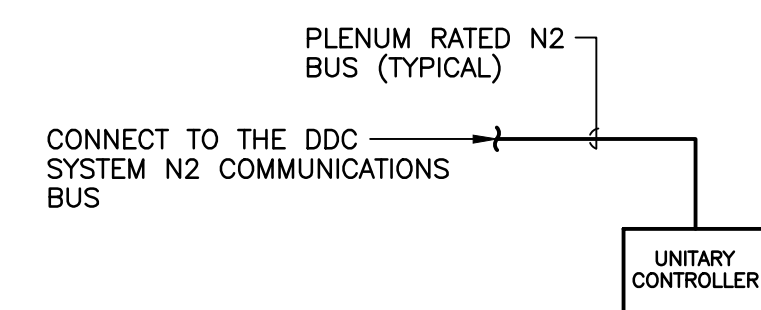 PLENUM RATED N2
BUS (TYPICAL)
CONNECT TO THE DDC
SYSTEM N2 COMMUNICATIONS
BUS
UNITARY
CONTROLLER